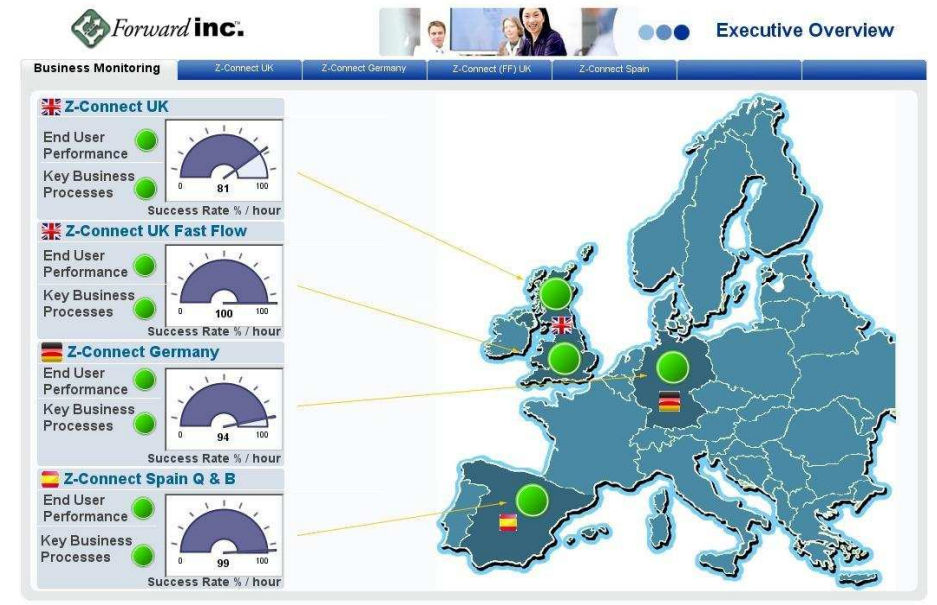 Forward inc.™
Executive Overview
Business Monitoring
Z-Connect UK
Z-Connect Germany
Z-Connect (FF) UK
Z-Connect Spain
Z-Connect UK
End User
Performance
Key Business
Processes
0
81
100
Success Rate % / hour
Z-Connect UK Fast Flow
End User
Performance
Key Business
Processes
0
100
100
Success Rate % / hour
Z-Connect Germany
End User
Performance
Key Business
Processes
0
94
100
Success Rate % / hour
Z-Connect Spain Q & B
End User
Performance
Key Business
Processes
0
99
100
Success Rate % / hour